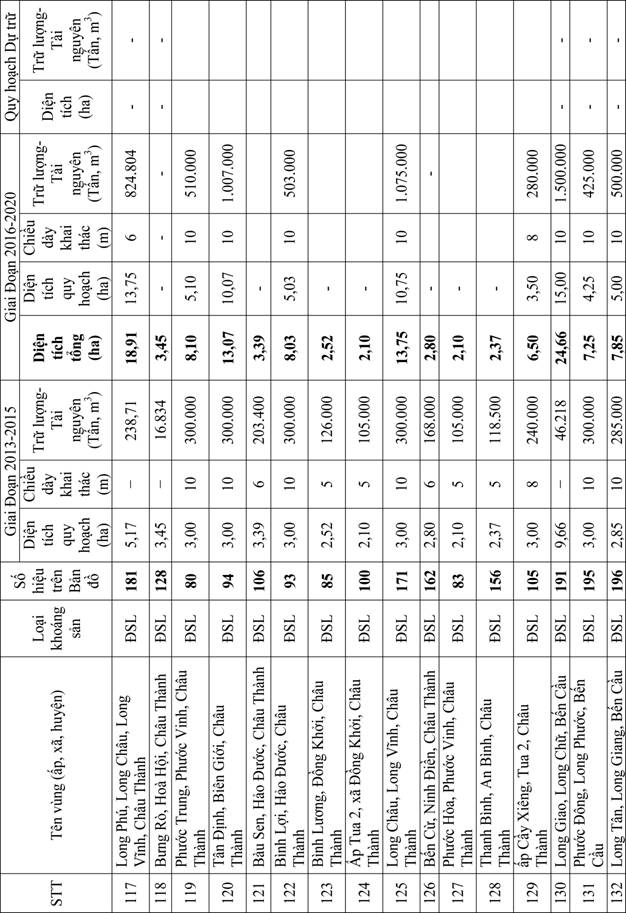 STT | Tên vùng (ấp, xã, huyện) | Loại khoáng sản | Số hiệu trên Bản đồ | Giai Đoạn 2013-2015 | Diện tích tổng (ha) | Giai Đoạn 2016-2020 | Quy hoạch Dự trữ
Diện tích quy hoạch (ha) | Chiều dày khai thác (m) | Trữ lượng-Tài nguyên (Tấn, m³) | Diện tích quy hoạch (ha) | Chiều dày khai thác (m) | Trữ lượng-Tài nguyên (Tấn, m³) | Diện tích (ha) | Trữ lượng-Tài nguyên (Tấn, m³)
117 | Long Phú, Long Châu, Long Vĩnh, Châu Thành | ĐSL | 181 | 5,17 | – | 238,71 | 18,91 | 13,75 | 6 | 824.804 | - | -
118 | Bưng Rò, Hoà Hội, Châu Thành | ĐSL | 128 | 3,45 | – | 16.834 | 3,45 | - | - | - | - | -
119 | Phước Trung, Phước Vinh, Châu Thành | ĐSL | 80 | 3,00 | 10 | 300.000 | 8,10 | 5,10 | 10 | 510.000
120 | Tân Định, Biên Giới, Châu Thành | ĐSL | 94 | 3,00 | 10 | 300.000 | 13,07 | 10,07 | 10 | 1.007.000
121 | Bàu Sen, Hảo Đước, Châu Thành | ĐSL | 106 | 3,39 | 6 | 203.400 | 3,39 | -
122 | Bình Lợi, Hảo Đước, Châu Thành | ĐSL | 93 | 3,00 | 10 | 300.000 | 8,03 | 5,03 | 10 | 503.000
123 | Bình Lương, Đồng Khởi, Châu Thành | ĐSL | 85 | 2,52 | 5 | 126.000 | 2,52 | -
124 | Ấp Tua 2, xã Đồng Khởi, Châu Thành | ĐSL | 100 | 2,10 | 5 | 105.000 | 2,10 | -
125 | Long Châu, Long Vĩnh, Châu Thành | ĐSL | 171 | 3,00 | 10 | 300.000 | 13,75 | 10,75 | 10 | 1.075.000
126 | Bến Cừ, Ninh Điền, Châu Thành | ĐSL | 162 | 2,80 | 6 | 168.000 | 2,80 | - | | -
127 | Phước Hòa, Phước Vinh, Châu Thành | ĐSL | 83 | 2,10 | 5 | 105.000 | 2,10 | -
128 | Thanh Bình, An Bình, Châu Thành | ĐSL | 156 | 2,37 | 5 | 118.500 | 2,37 | -
129 | ấp Cây Xiêng, Tua 2, Châu Thành | ĐSL | 105 | 3,00 | 8 | 240.000 | 6,50 | 3,50 | 8 | 280.000
130 | Long Giao, Long Chữ, Bến Cầu | ĐSL | 191 | 9,66 | – | 46.218 | 24,66 | 15,00 | 10 | 1.500.000 | - | -
131 | Phước Đông, Long Phước, Bến Cầu | ĐSL | 195 | 3,00 | 10 | 300.000 | 7,25 | 4,25 | 10 | 425.000 | - | -
132 | Long Tân, Long Giang, Bến Cầu | ĐSL | 196 | 2,85 | 10 | 285.000 | 7,85 | 5,00 | 10 | 500.000 | - | -